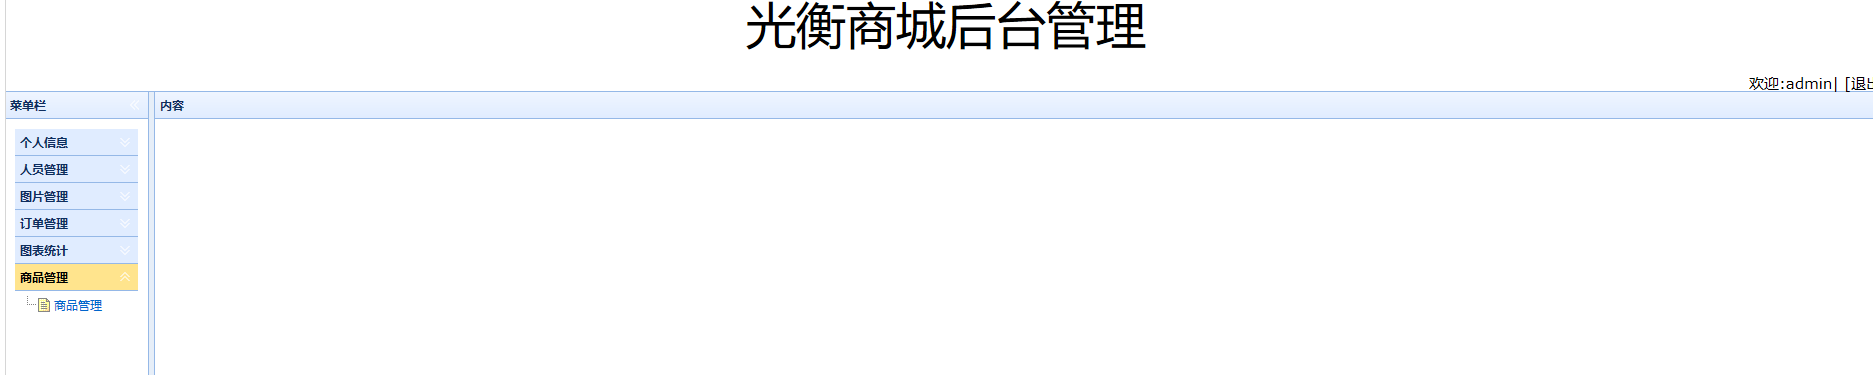 光衡商城后台管理
欢迎:admin| [退出
菜单栏
内容
个人信息
人员管理
图片管理
订单管理
图表统计
商品管理
商品管理